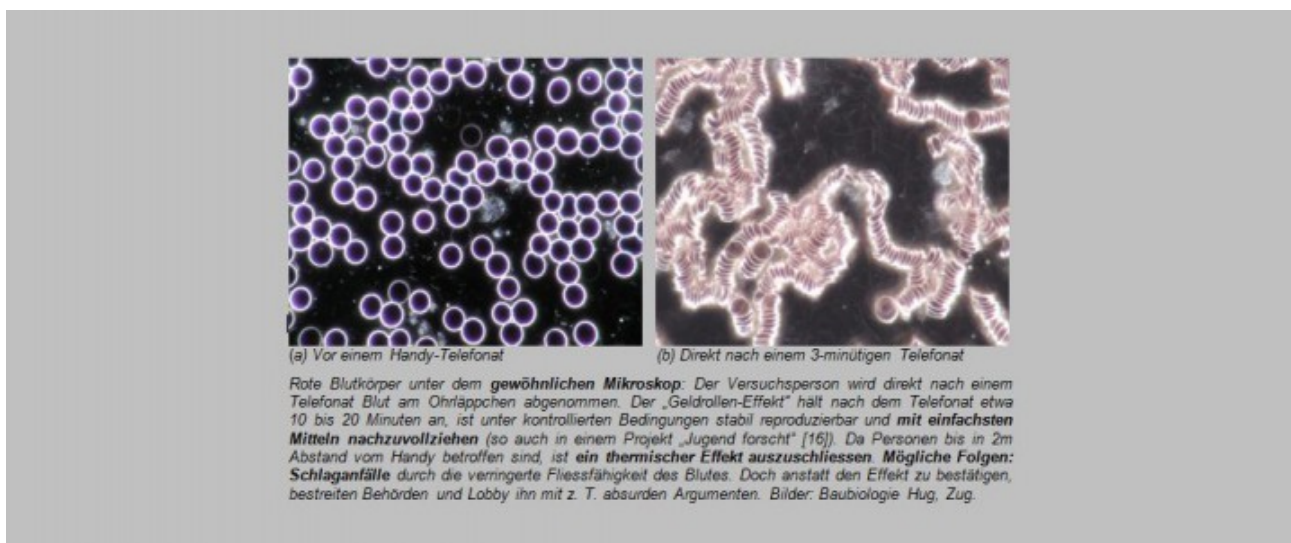 (a) Vor einem Handy-Telefonat
(b) Direkt nach einem 3-minütigen Telefonat
Rote Blutkörper unter dem gewöhnlichen Mikroskop: Der Versuchsperson wird direkt nach einem
Telefonat Blut am Ohrläppchen abgenommen. Der „Geldrollen-Effekt" hält nach dem Telefonat etwa
10 bis 20 Minuten an, ist unter kontrollierten Bedingungen stabil reproduzierbar und mit einfachsten
Mitteln nachzuvollziehen (so auch in einem Projekt „Jugend forscht" [16]). Da Personen bis in 2m
Abstand vom Handy betroffen sind, ist ein thermischer Effekt auszuschliessen. Mögliche Folgen:
Schlaganfälle durch die verringerte Fliessfähigkeit des Blutes. Doch anstatt den Effekt zu bestätigen,
bestreiten Behörden und Lobby ihn mit z. T. absurden Argumenten. Bilder: Baubiologie Hug, Zug.